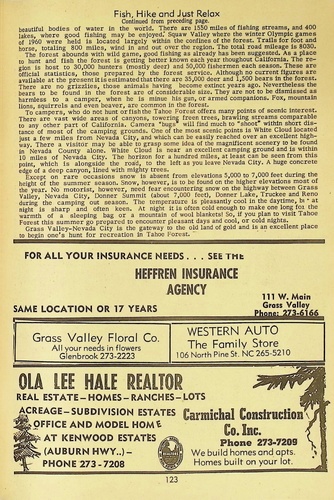 Fish, Hike and Just Relax
Continued from preceding page.
beautiful bodies of water in the world. There are 1550 miles of fishing streams, and 400
lakes, where good fishing may be enjoyed. Squaw Valley where the winter Olympic games
of 1960 were held is located largely within the confines of the forest. Trails for foot and
horse, totaling 808 miles, wind in and out over the region. The total road mileage is 8030.
The forest abounds with wild game, good fishing as already has been suggested. As a place
to hunt and fish the forest is getting better known each year throughout California. The re-
gion is host to 30,000 hunters (mostly deer) and 50,000 fishermen each season. These are
official statistics, those prepared by the forest service. Although no current figures are
available at the present it is estimated that there are 35,000 deer and 1,500 bears in the forest.
There are no grizzlies, those animals having become extinct years ago. Nevertheless the
bears to be found in the forest are of considerable size. They are not to be dismissed as
harmless to a camper, when he is minus his gun, or armed companions. Fox, mountain
lions, squirrels and even beaver, are common in the forest.
To campers, who do not hunt or fish the Tahoe Forest offers many points of scenic interest.
There are vast wide areas of canyons, towering forest trees, brawling streams comparable
to any other part of California. Camera "bugs" will find much to "shoot" within short dis-
tance of most of the camping grounds. One of the most scenic points is White Cloud located
just a few miles from Nevada City, and which can be easily reached over an excellent high-
way. There a visitor may be able to grasp some idea of the magnificent scenery to be found
in Nevada County alone. White Cloud is near an excellent camping ground and is within
10 miles of Nevada City. The horizon for a hundred miles, at least can be seen from this
point, which is alongside the road, to the left as you leave Nevada City. A huge concrete
edge of a deep canyon, lined with mighty trees.
Except on rare occasions snow is absent from elevations 5,000 to 7,000 feet during the
height of the summer season. Snow, however, is to be found on the higher elevations most of
the year. No motorist, however, need fear encountering snow on the highway between Grass
Valley, Nevada City, Donner Summit (about 7,000 feet), Donner Lake, Truckee and Reno
during the camping out season. The temperature is pleasantly cool in the daytime, but at
night is sharp and often keen. At night it is often cold enough to make one long for the
warmth of a sleeping bag or a mountain of wool blankets! So, if you plan to visit Tahoe
Forest this summer go prepared to encounter pleasant days and cool, or cold nights.
Grass Valley-Nevada City is the gateway to the old land of gold and is an excellent place
to begin one's hunt for recreation in Tahoe Forest.
FOR ALL YOUR INSURANCE NEEDS . . . SEE THE
HEFFREN INSURANCE
AGENCY
111 W. Main
Grass Valley
Phone: 273-6166
SAME LOCATION OR 17 YEARS
Grass Valley Floral Co.
All your needs in flowers
Glenbrook 273-2223
WESTERN AUTO
The Family Store
106 North Pine St. NC 265-5210
OLA LEE HALE REALTOR
REAL ESTATE – HOMES – RANCHES – LOTS
ACREAGE – SUBDIVISION ESTATES
OFFICE AND MODEL HOME
AT KENWOOD ESTATES
(AUBURN HWY..) –
PHONE 273 - 7208
Carmichal Construction
Co. Inc.
Phone 273-7209
We build homes and apts.
Homes built on your lot.
123